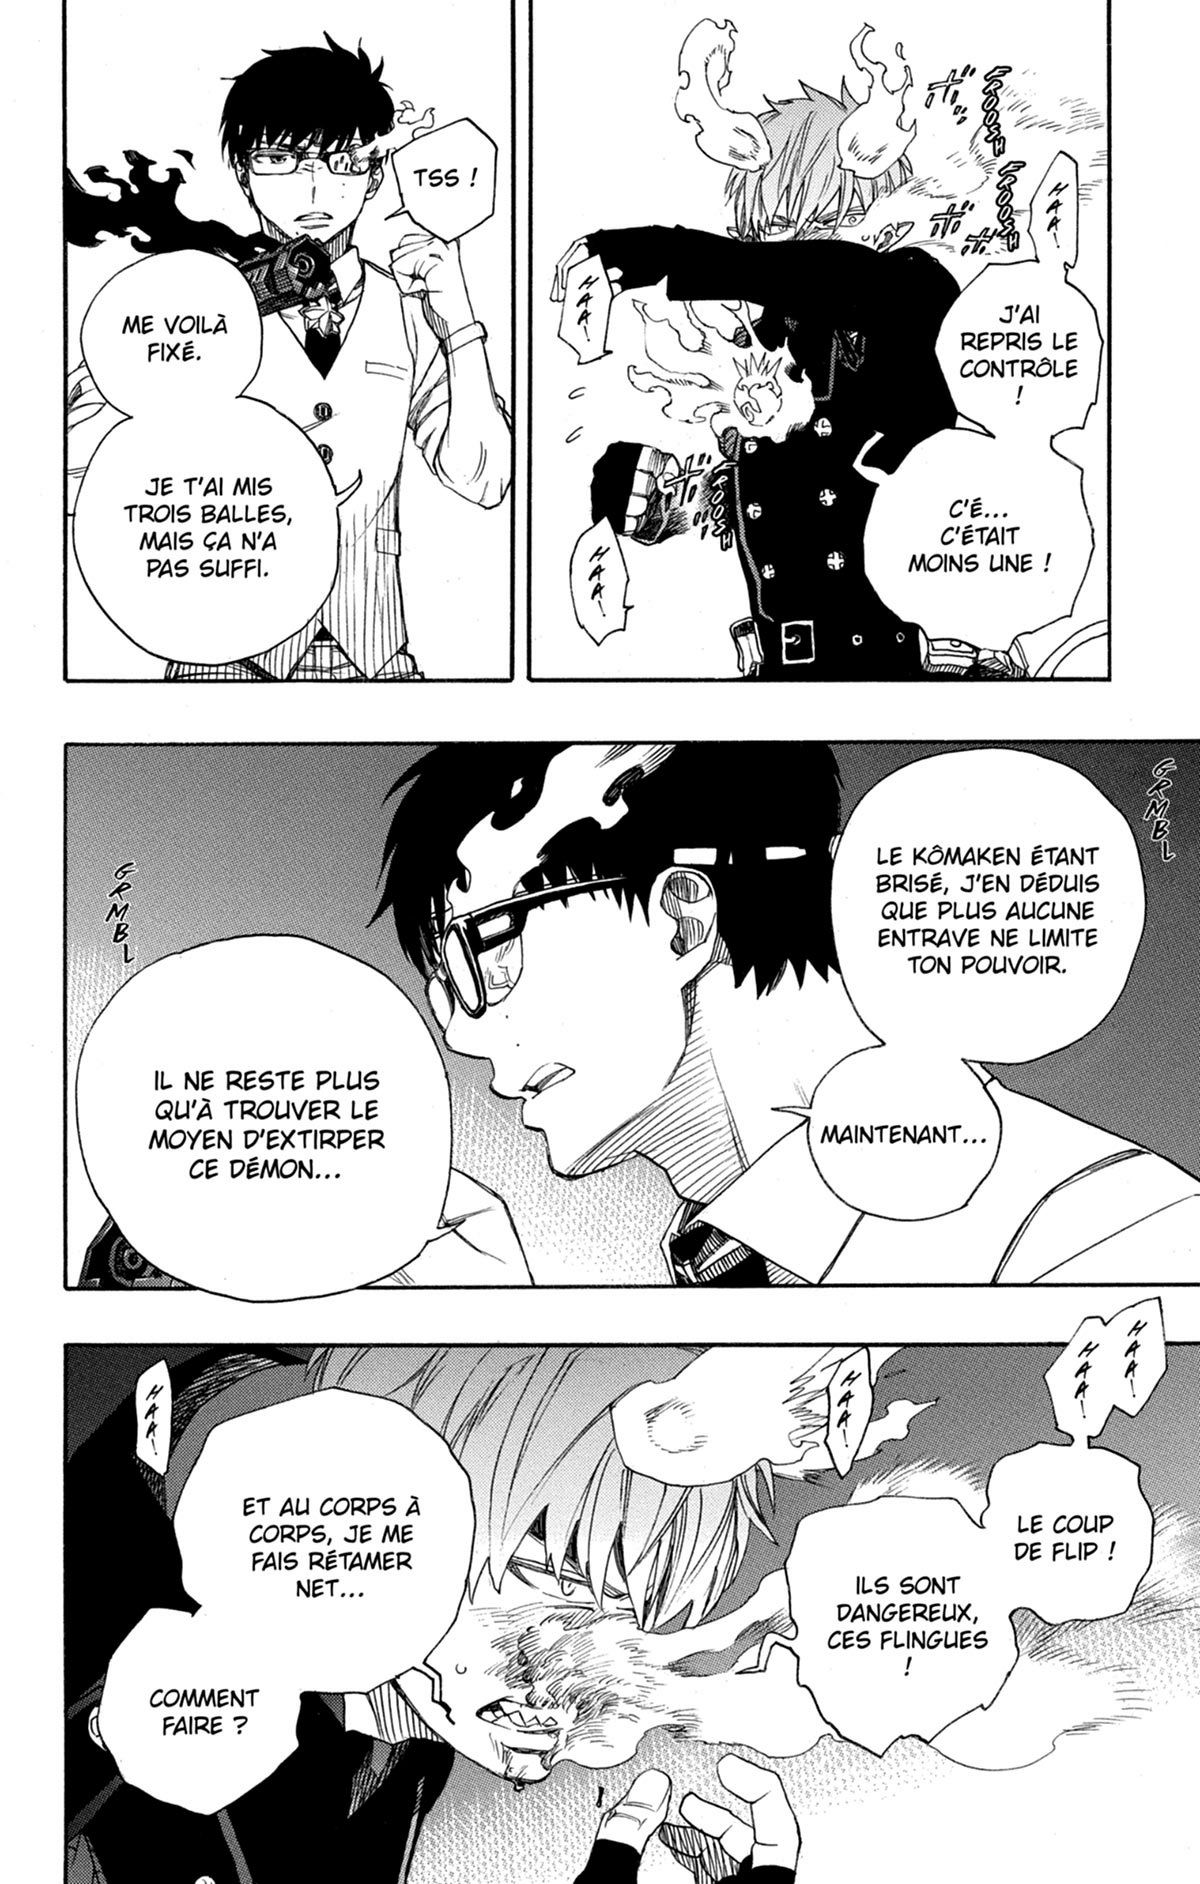 FROOSH
FROOSH
HAA!
HAA!
J'AI
REPRIS LE
CONTRÔLE
!
C'É...
C'ÉTAIT
MOINS UNE !
FROOSH
HAA!
TSS !
ME VOILÀ
FIXÉ.
JE T'AI MIS
TROIS BALLES,
MAIS ÇA N'A
PAS SUFFI.
GRMBL
LE KÔMAKEN ÉTANT
BRISÉ, J'EN DÉDUIS
QUE PLUS AUCUNE
ENTRAVE NE LIMITE
TON POUVOIR.
MAINTENANT...
GRMBL
IL NE RESTE PLUS
QU'À TROUVER LE
MOYEN D'EXTIRPER
CE DÉMON...
HAA!
HAA!
LE COUP
DE FLIP !
ILS SONT
DANGEREUX,
CES FLINGUES
!
HAA!
HAA!
ET AU CORPS À
CORPS, JE ME
FAIS RÉTAMER
NET...
COMMENT
FAIRE ?